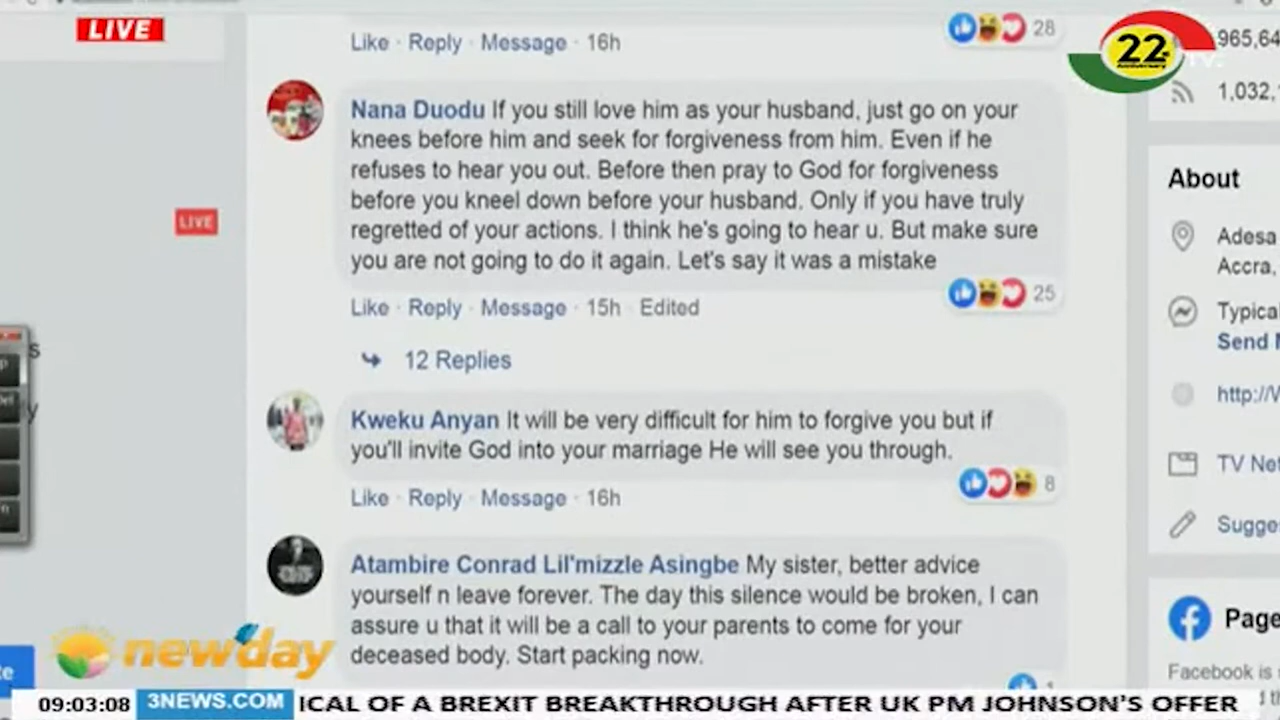 LIVE
Like · Reply · Message · 16h
28
22
Anniversary
TV3
965,64
1,032,1
Nana Duodu If you still love him as your husband, just go on your
knees before him and seek for forgiveness from him. Even if he
refuses to hear you out. Before then pray to God for forgiveness
before you kneel down before your husband. Only if you have truly
regretted of your actions. I think he's going to hear u. But make sure
you are not going to do it again. Let's say it was a mistake
25
Like · Reply · Message · 15h · Edited
12 Replies
LIVE
Kweku Anyan It will be very difficult for him to forgive you but if
you'll invite God into your marriage He will see you through.
8
Like · Reply · Message · 16h
Atambire Conrad Lil'mizzle Asingbe My sister, better advice
yourself n leave forever. The day this silence would be broken, I can
assure u that it will be a call to your parents to come for your
deceased body. Start packing now.
1
About
Adesa
Accra,
Typica
Send M
http://W
TV Net
Sugge
Page
Facebook is
newday
09:03:08 3NEWS.COM ICAL OF A BREXIT BREAKTHROUGH AFTER UK PM JOHNSON'S OFFER